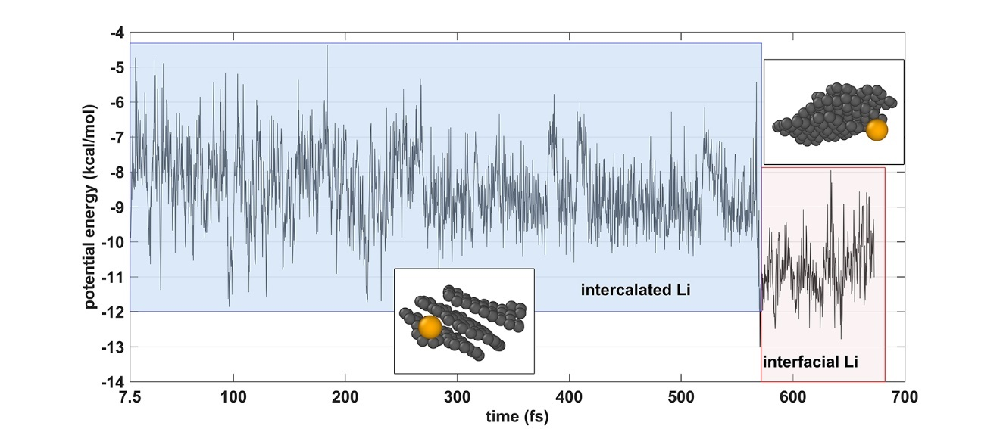 -4
-5
-6
-7
-8
-9
-10
-11
-12
-13
-14
potential energy (kcal/mol)
intercalated Li
interfacial Li
7.5 100 200 300 400 500 600 700
time (fs)